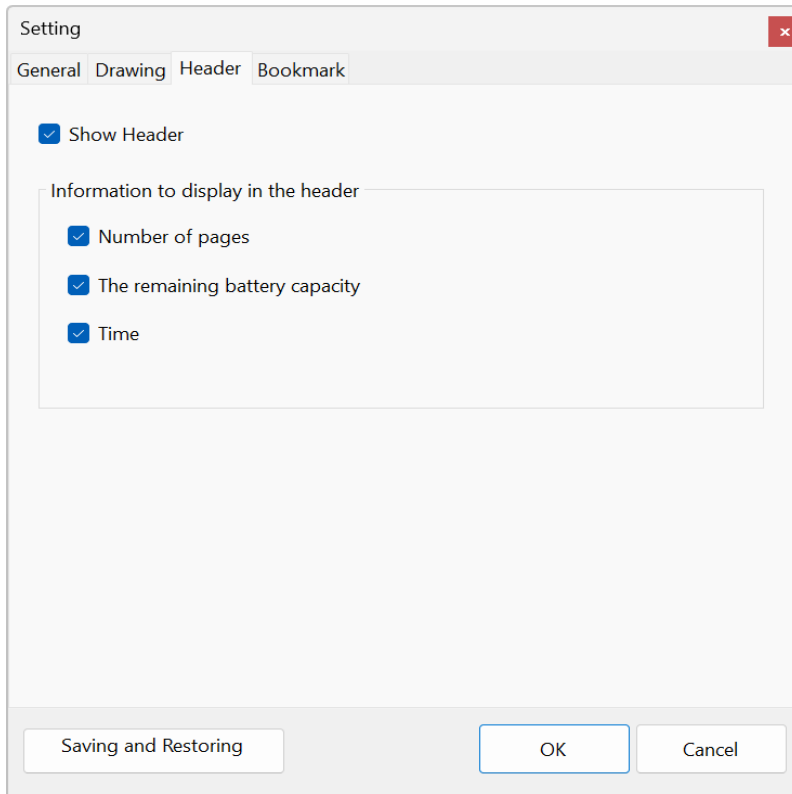 Setting
General Drawing Header Bookmark
Show Header
Information to display in the header
Number of pages
The remaining battery capacity
Time
Saving and Restoring OK Cancel